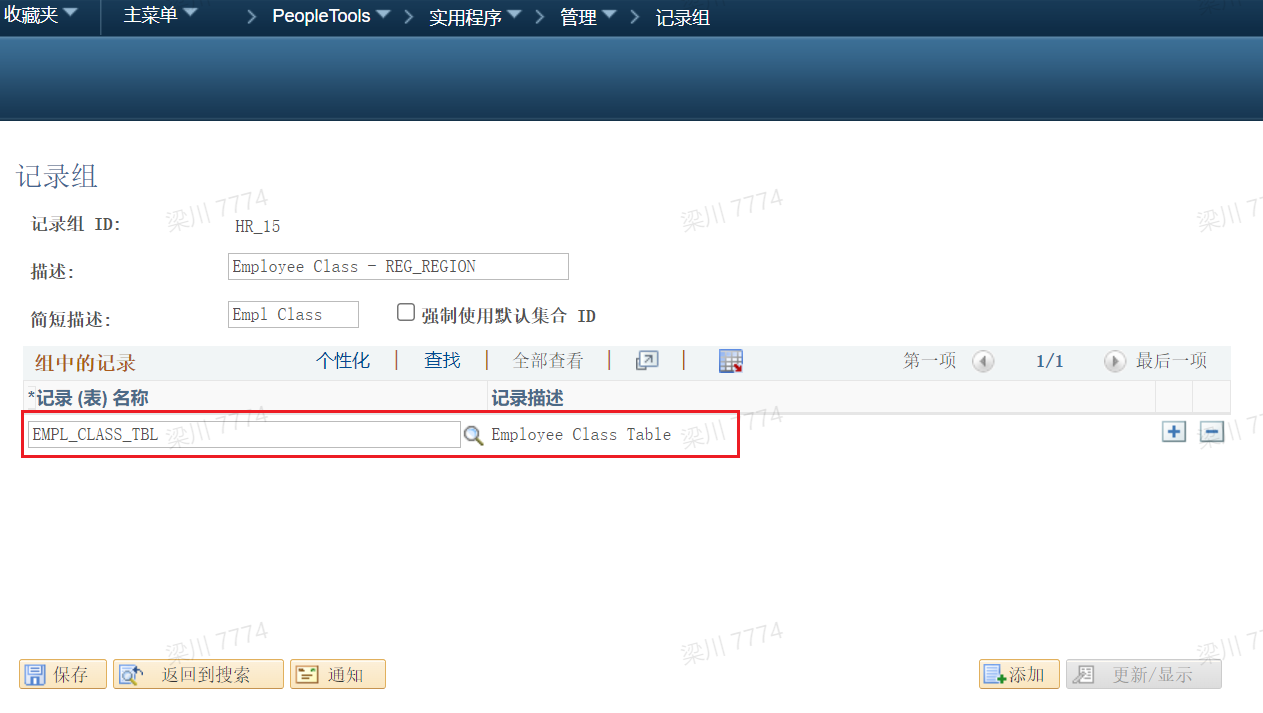 收藏夹 主菜单 > PeopleTools > 实用程序 > 管理 > 记录组
记录组
记录组 ID: HR_15
描述: Employee Class - REG_REGION
简短描述: Empl Class 强制使用默认集合 ID
组中的记录 个性化 | 查找 | 全部查看 | | 第一项 1/1 最后一项
*记录 (表) 名称 记录描述
EMPL_CLASS_TBL Employee Class Table
保存 返回到搜索 通知 添加 更新/显示
梁川 7774
梁川 7774
梁川 7
梁川 7774
梁川 7774
梁川 7
梁川 7774
梁川 7774
梁川 7